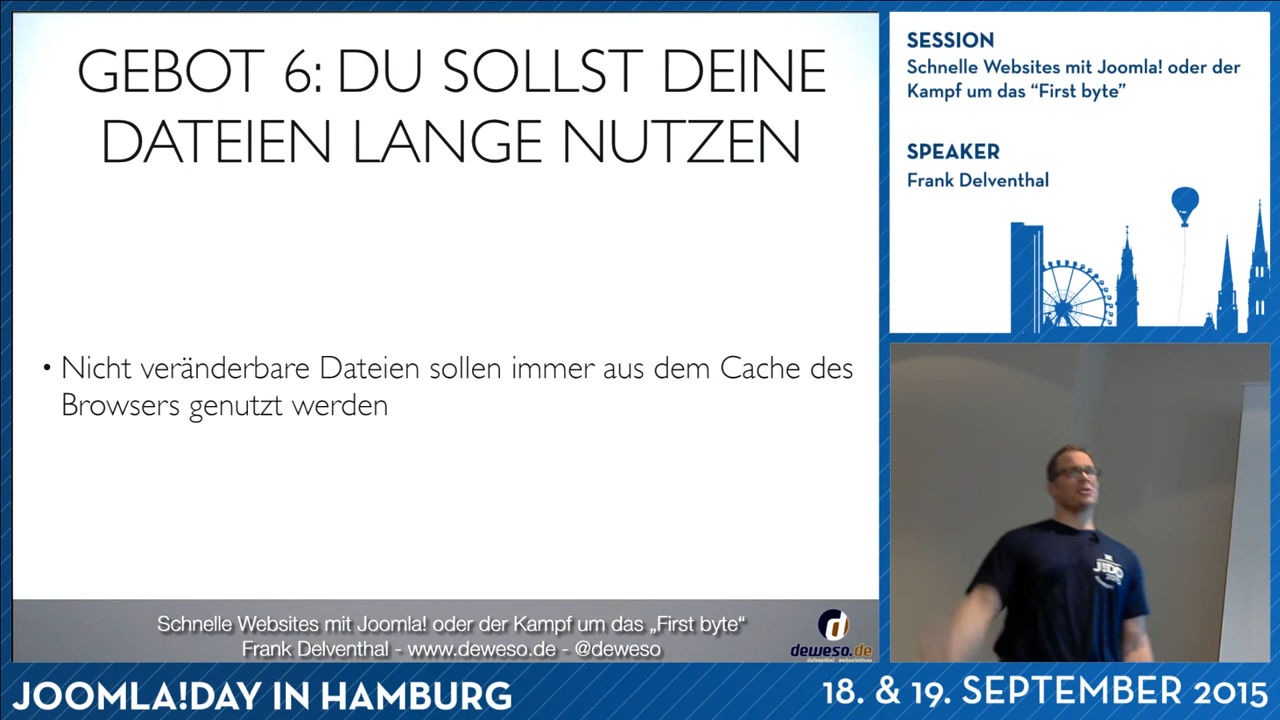 GEBOT 6: DU SOLLST DEINE
DATEIEN LANGE NUTZEN
• Nicht veränderbare Dateien sollen immer aus dem Cache des
Browsers genutzt werden
Schnelle Websites mit Joomla! oder der Kampf um das „First byte“
Frank Delventhal - www.deweso.de - @deweso
deweso.de
delventhal websolutions
SESSION
Schnelle Websites mit Joomla! oder der
Kampf um das “First byte”
SPEAKER
Frank Delventhal
JOOMLA!DAY IN HAMBURG
18. & 19. SEPTEMBER 2015